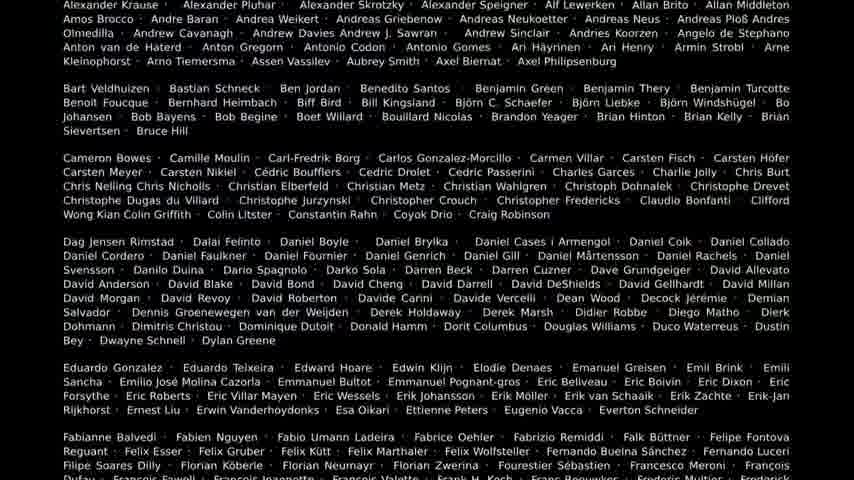 Alexander Krause · Alexander Pluhar · Alexander Skrotzky · Alexander Speigner · Alf Lewerken · Allan Brito · Allan Middleton
Amos Brocco · Andre Baran · Andrea Weikert · Andreas Griebenow · Andreas Neukoetter · Andreas Neus · Andreas Ploß Andres
Olmedilla · Andrew Cavanagh · Andrew Davies Andrew J. Sawran · Andrew Sinclair · Andries Koorzen · Angelo de Stephano
Anton van de Haterd · Anton Gregorn · Antonio Codon · Antonio Gomes · Ari Häyrinen · Ari Henry · Armin Strobl · Arne
Kleinophorst · Arno Tiemersma · Assen Vassilev · Aubrey Smith · Axel Biernat · Axel Philipsenburg
Bart Veldhuizen · Bastian Schneck · Ben Jordan · Benedito Santos · Benjamin Green · Benjamin Thery · Benjamin Turcotte
Benoit Foucque · Bernhard Heimbach · Biff Bird · Bill Kingsland · Björn C. Schaefer · Björn Liebke · Björn Windshügel · Bo
Johansen · Bob Bayens · Bob Begine · Boet Willard · Bouillard Nicolas · Brandon Yeager · Brian Hinton · Brian Kelly · Brian
Sievertsen · Bruce Hill
Cameron Bowes · Camille Moulin · Carl-Fredrik Borg · Carlos Gonzalez-Morcillo · Carmen Villar · Carsten Fisch · Carsten Höfer
Carsten Meyer · Carsten Nikiel · Cédric Boufflers · Cedric Drolet · Cedric Passerini · Charles Garces · Charlie Jolly · Chris Burt
Chris Nelling Chris Nicholls · Christian Elberfeld · Christian Metz · Christian Wahlgren · Christoph Dohnalek · Christophe Drevet
Christophe Dugas du Villard · Christophe Jurzynski · Christopher Crouch · Christopher Fredericks · Claudio Bonfanti · Clifford
Wong Kian Colin Griffith · Colin Litster · Constantin Rahn · Coyok Drio · Craig Robinson
Dag Jensen Rimstad · Dalai Felinto · Daniel Boyle · Daniel Brylka · Daniel Cases i Armengol · Daniel Coik · Daniel Collado
Daniel Cordero · Daniel Faulkner · Daniel Fournier · Daniel Genrich · Daniel Gill · Daniel Mårtensson · Daniel Rachels · Daniel
Svensson · Danilo Duina · Dario Spagnolo · Darko Sola · Darren Beck · Darren Cuzner · Dave Grundgeiger · David Allevato
David Anderson · David Blake · David Bond · David Cheng · David Darrell · David DeShields · David Gellhardt · David Millan
David Morgan · David Revoy · David Roberton · Davide Canni · Davide Vercelli · Dean Wood · Decock Jérémie · Demian
Salvador · Dennis Groenewegen van der Weijden · Derek Holdaway · Derek Marsh · Didier Robbe · Diego Matho · Dierk
Dohmann · Dimitris Christou · Dominique Dutoit · Donald Hamm · Dorit Columbus · Douglas Williams · Duco Waterreus · Dustin
Bey · Dwayne Schnell · Dylan Greene
Eduardo Gonzalez · Eduardo Teixeira · Edward Hoare · Edwin Klijn · Elodie Denaes · Emanuel Greisen · Emil Brink · Emili
Sancha · Emilio José Molina Cazorla · Emmanuel Bultot · Emmanuel Pognant-gros · Eric Beliveau · Eric Boivin · Eric Dixon · Eric
Forsythe · Eric Roberts · Eric Villar Mayen · Eric Wessels · Erik Johansson · Erik Möller · Erik van Schaaik · Erik Zachte · Erik-Jan
Rijkhorst · Ernest Liu · Erwin Vanderhoydonks · Esa Oikari · Ettienne Peters · Eugenio Vacca · Everton Schneider
Fabianne Balvedi · Fabien Nguyen · Fabio Umann Ladeira · Fabrice Oehler · Fabrizio Remiddi · Falk Büttner · Felipe Fontova
Reguant · Felix Esser · Felix Gruber · Felix Kütt · Felix Marthaler · Felix Wolfsteller · Fernando Buelna Sánchez · Fernando Luceri
Filipe Soares Dilly · Florian Köberle · Florian Neumayr · Florian Zwerina · Fourestier Sébastien · Francesco Meroni · François